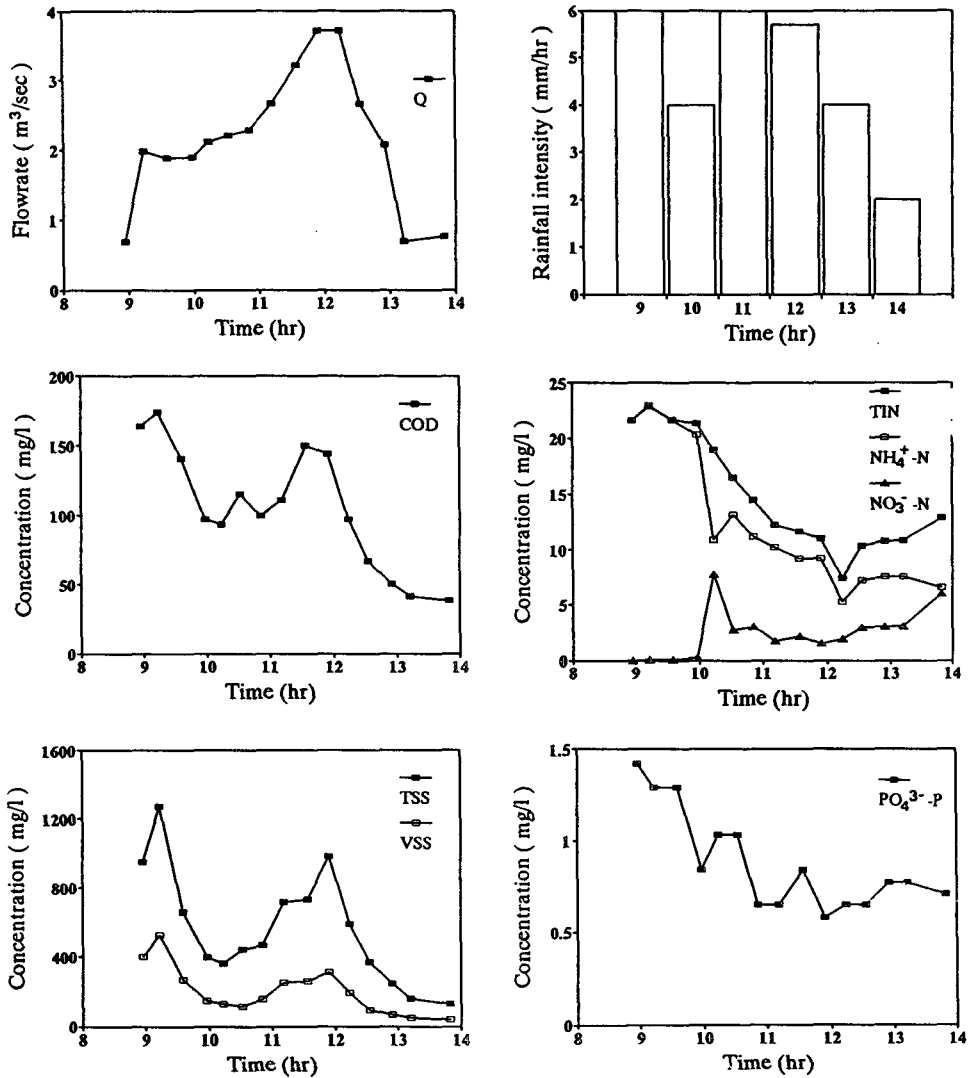 Flowrate ( m³/sec )
4
3
2
1
0
Q
8 9 10 11 12 13 14
Time (hr)
Rainfall intensity ( mm/hr )
6
5
4
3
2
1
0
9 10 11 12 13 14
Time (hr)
Concentration ( mg/l )
200
150
100
50
0
COD
8 9 10 11 12 13 14
Time (hr)
Concentration ( mg/l )
25
20
15
10
5
0
TIN
NH₄⁺-N
NO₃⁻-N
8 9 10 11 12 13 14
Time (hr)
Concentration ( mg/l )
1600
1200
800
400
0
TSS
VSS
8 9 10 11 12 13 14
Time (hr)
Concentration ( mg/l )
1.5
1
0.5
0
PO₄³⁻-P
8 9 10 11 12 13 14
Time (hr)